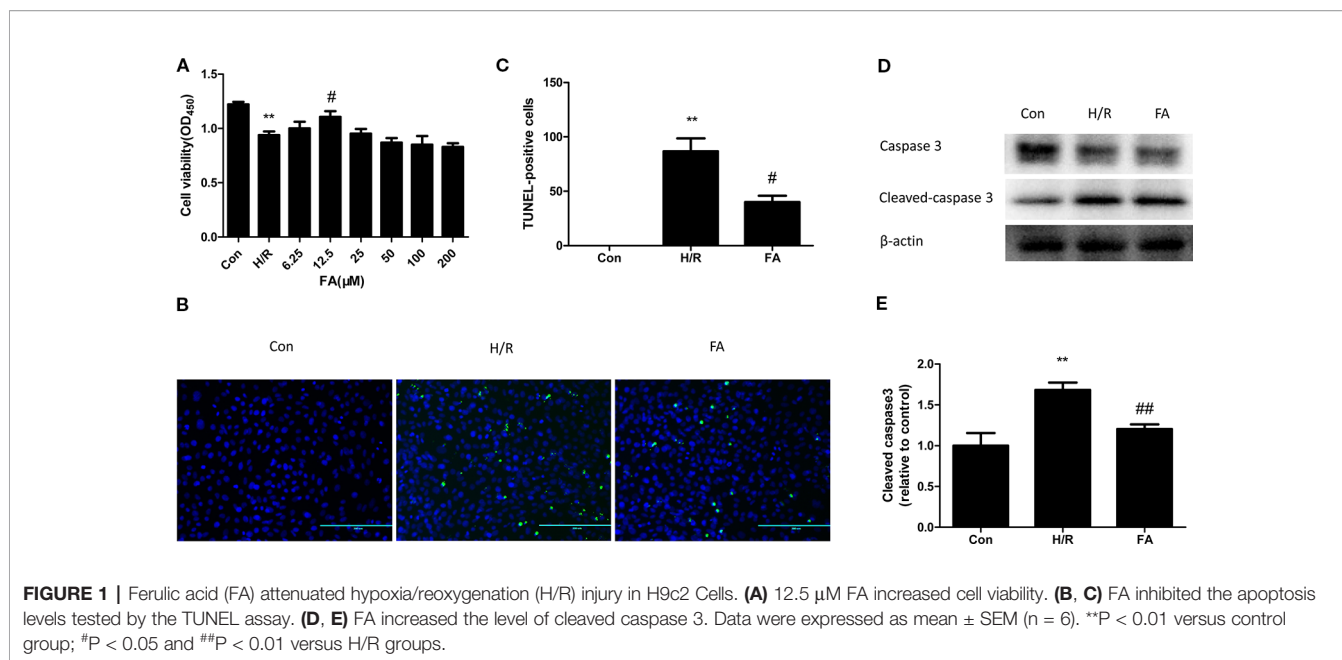 A
Cell viability(OD450)
1.5
1.0
0.5
0.0
**
#
Con
H/R
6.25
12.5
25
50
100
200
FA(µM)
B
Con
H/R
FA
C
TUNEL-positive cells
150
100
50
0
**
#
Con
H/R
FA
D
Con
H/R
FA
Caspase 3
Cleaved-caspase 3
β-actin
E
Cleaved caspase3
(relative to control)
2.0
1.5
1.0
0.5
0.0
**
##
Con
H/R
FA
FIGURE 1 | Ferulic acid (FA) attenuated hypoxia/reoxygenation (H/R) injury in H9c2 Cells. (A) 12.5 µM FA increased cell viability. (B, C) FA inhibited the apoptosis
levels tested by the TUNEL assay. (D, E) FA increased the level of cleaved caspase 3. Data were expressed as mean ± SEM (n = 6). **P < 0.01 versus control
group; #P < 0.05 and ##P < 0.01 versus H/R groups.